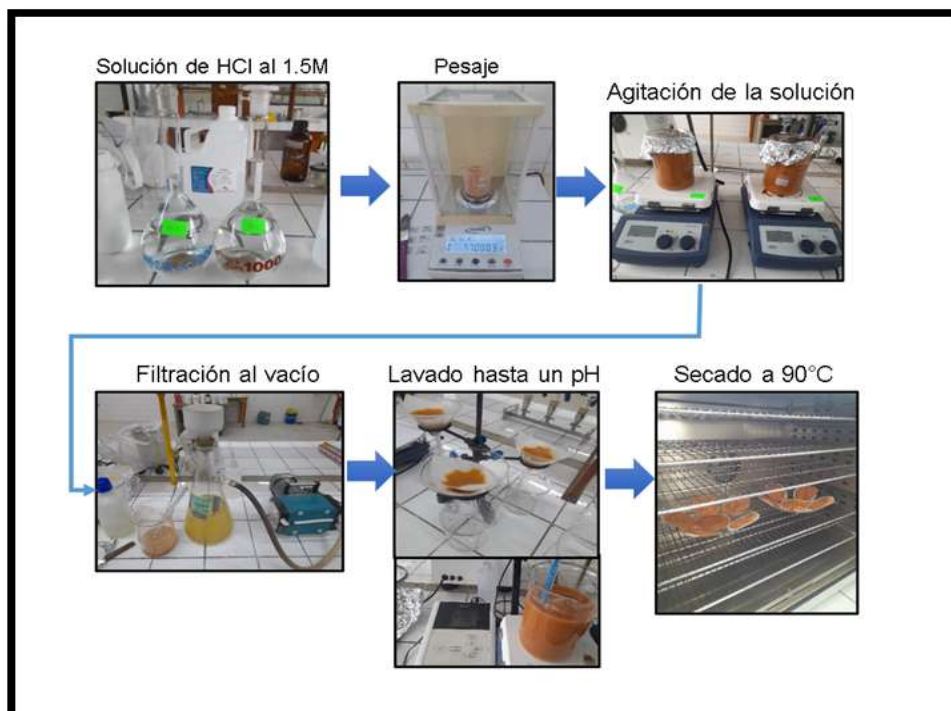 Solución de HCl al 1.5M
Pesaje
Agitación de la solución
1000
Filtración al vacío
Lavado hasta un pH
Secado a 90°C